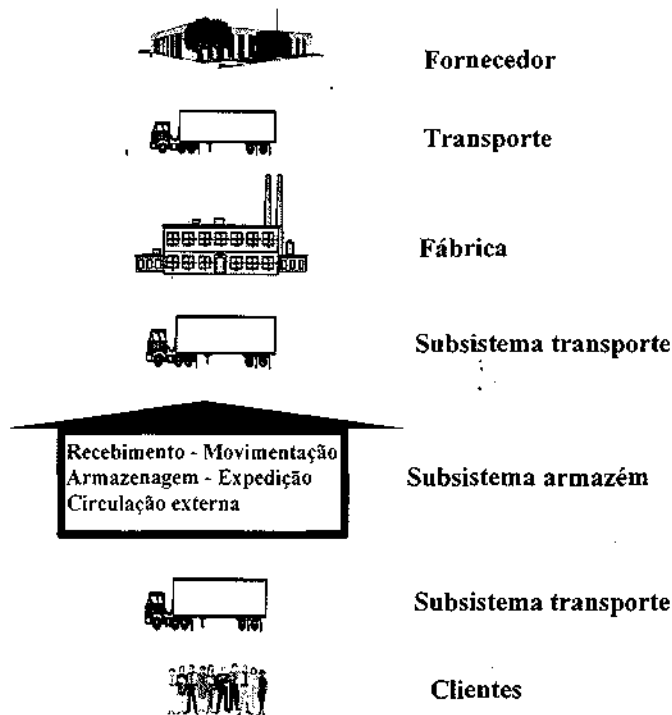 Fornecedor
Transporte
Fábrica
Subsistema transporte
Recebimento - Movimentação
Armazenagem - Expedição
Circulação externa
Subsistema armazém
Subsistema transporte
Clientes